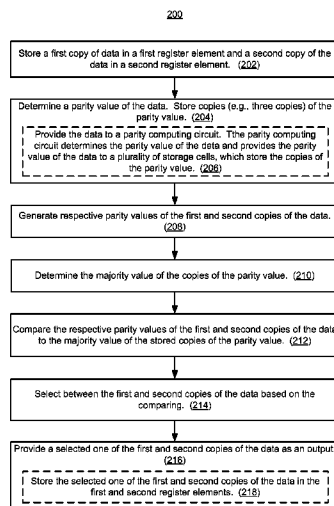 200
Store a first copy of data in a first register element and a second copy of the
data in a second register element. (202)
Determine a parity value of the data. Store copies (e.g., three copies) of the
parity value. (204)
Provide the data to a parity computing circuit. Tthe parity computing
circuit determines the parity value of the data and provides the parity
value of the data to a plurality of storage cells, which store the copies of
the parity value. (206)
Generate respective parity values of the first and second copies of the data.
(208)
Determine the majority value of the copies of the parity value. (210)
Compare the respective parity values of the first and second copies of the data
to the majority value of the stored copies of the parity value. (212)
Select between the first and second copies of the data based on the
comparing. (214)
Provide a selected one of the first and second copies of the data as an output.
(216)
Store the selected one of the first and second copies of the data in the
first and second register elements. (218)